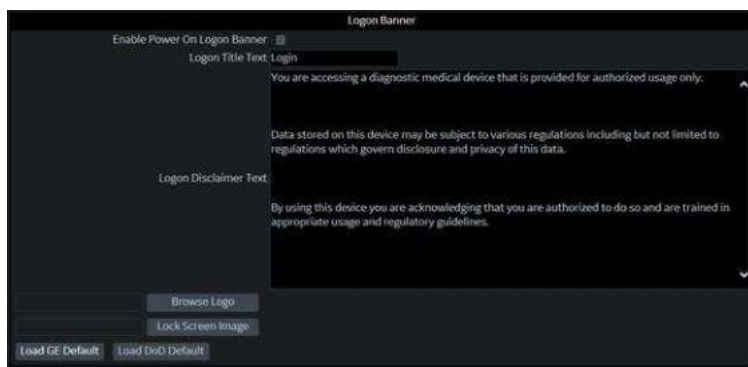 Logon Banner
Enable Power On Logon Banner
Logon Title Text Login
You are accessing a diagnostic medical device that is provided for authorized usage only.
Data stored on this device may be subject to various regulations including but not limited to
regulations which govern disclosure and privacy of this data.
Logon Disclaimer Text
By using this device you are acknowledging that you are authorized to do so and are trained in
appropriate usage and regulatory guidelines.
Browse Logo
Lock Screen Image
Load GE Default Load DoD Default